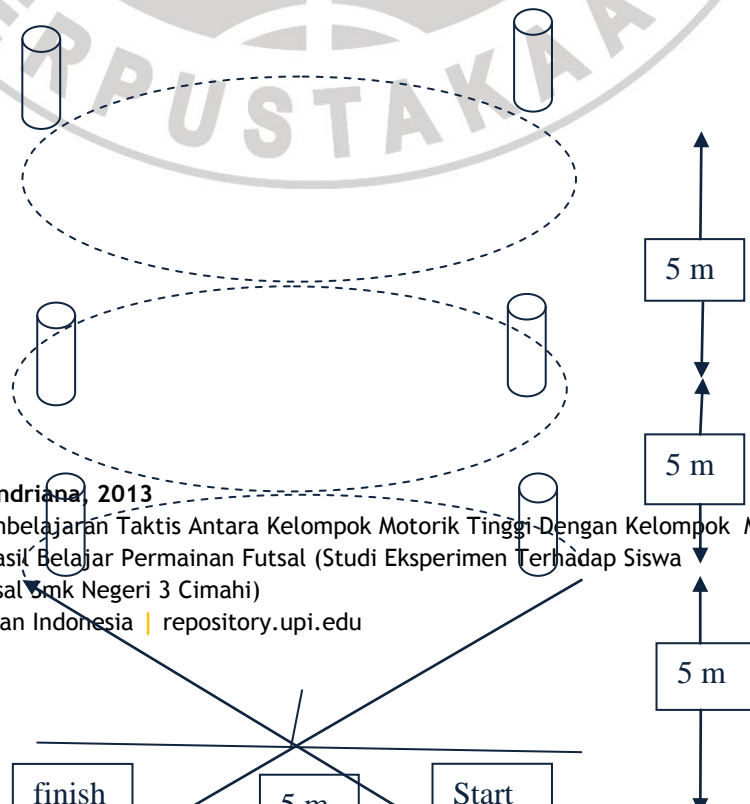 ERPUSTAKAA
5 m
5 m
ndriana, 2013
nbelajaran Taktis Antara Kelompok Motorik Tinggi Dengan Kelompok M
asil Belajar Permainan Futsal (Studi Eksperimen Terhadap Siswa
sal Smk Negeri 3 Cimahi)
an Indonesia | repository.upi.edu
5 m
finish
5 m
Start